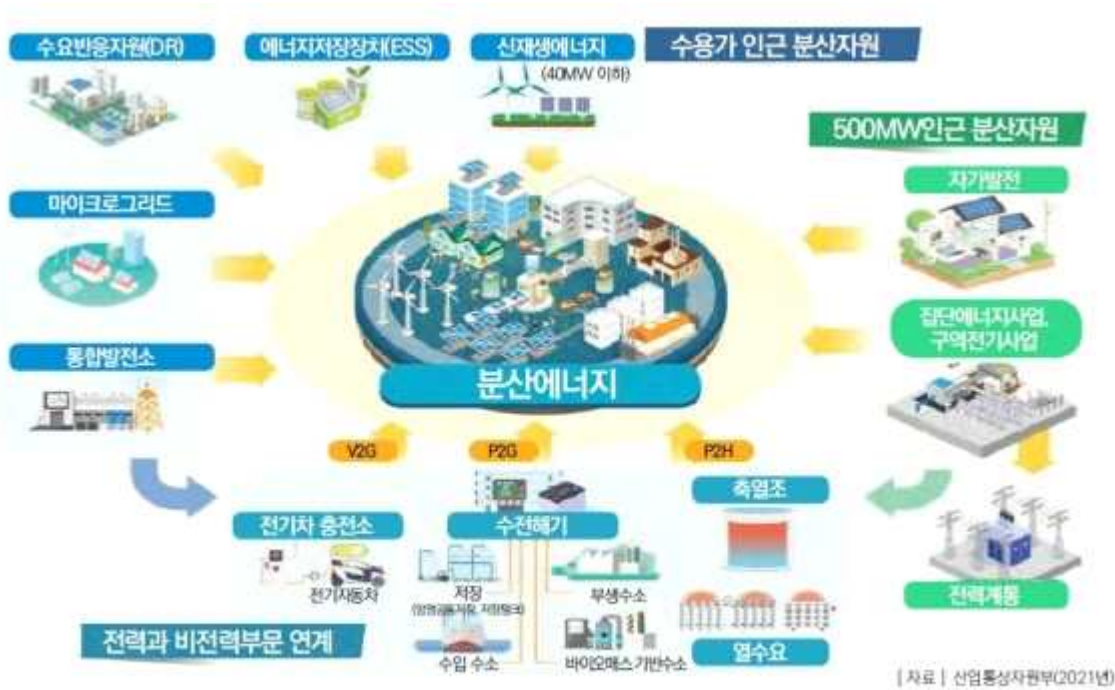 수요반응자원(DR)
에너지저장장치(ESS)
신재생에너지
(40MW 이하)
수용가 인근 분산자원
500MW인근 분산자원
자가발전
마이크로그리드
집단에너지사업,
구역전기사업
통합발전소
분산에너지
V2G
P2G
P2H
축열조
전기차 충전소
수전해기
전기자동차
저장
부생수소
전력계통
전력과 비전력부문 연계
수입 수소
바이오매스 기반수소
열수요
[자료] 산업통상자원부(2021년)